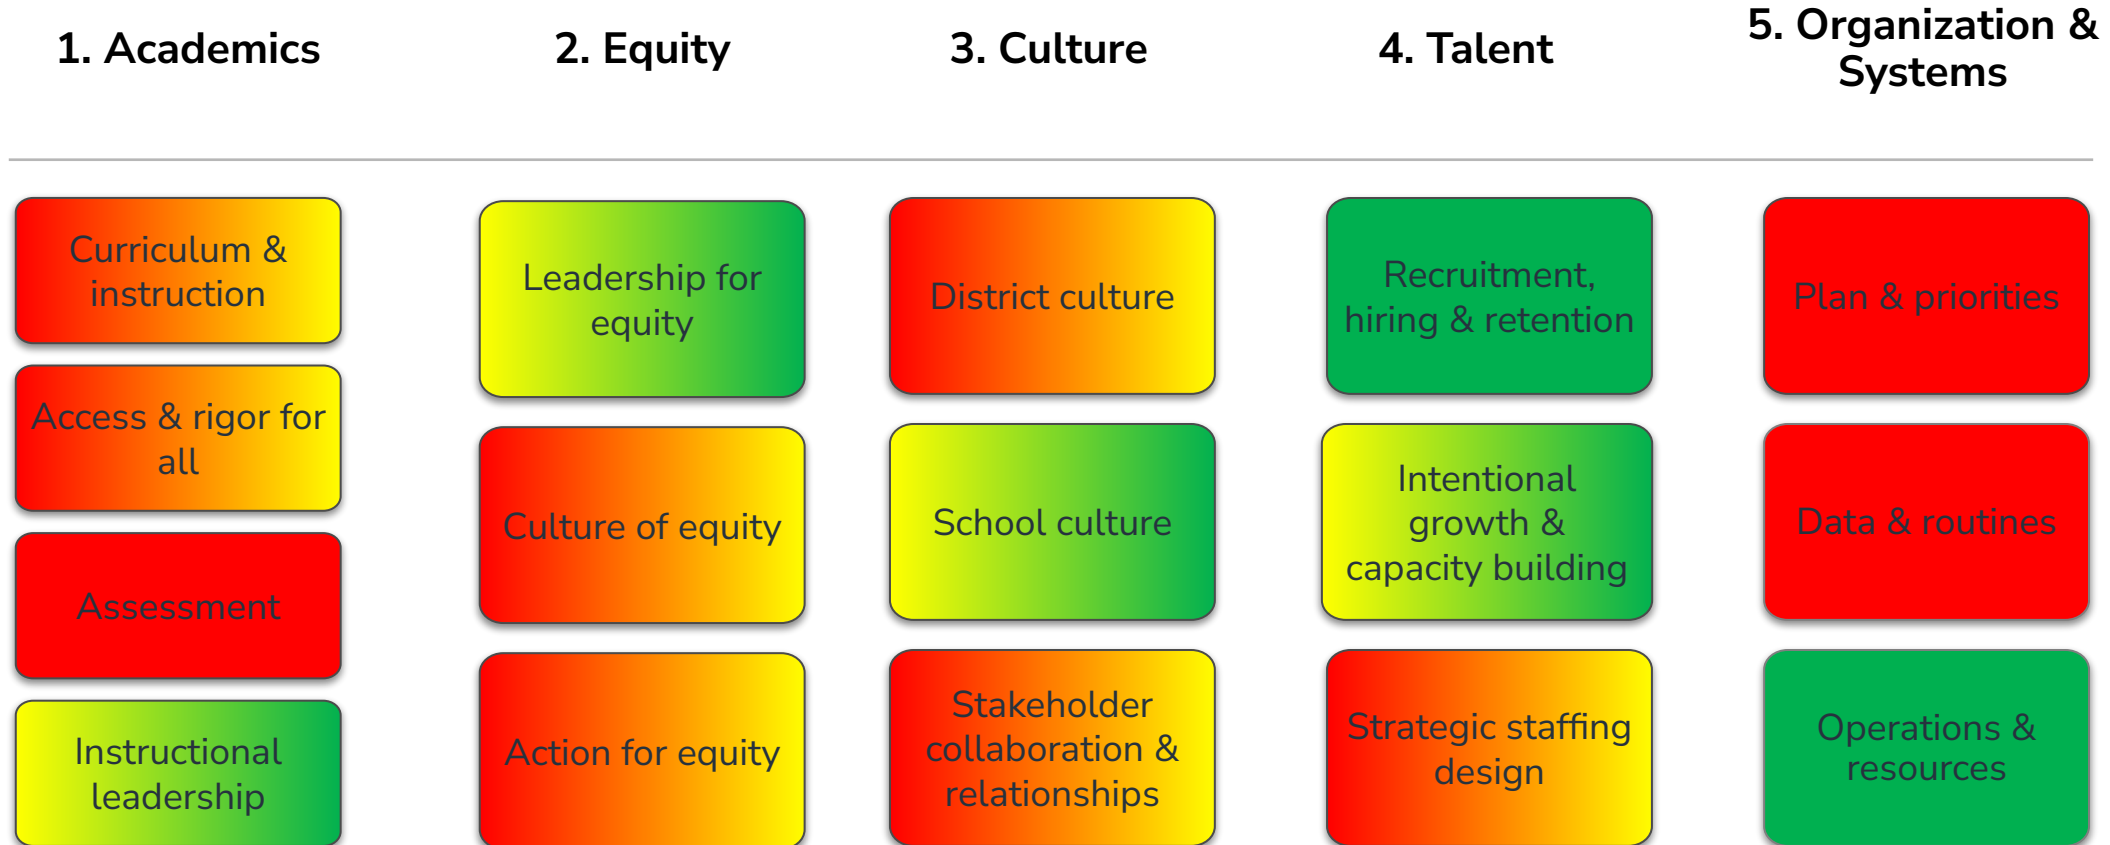 1. Academics
2. Equity
3. Culture
4. Talent
5. Organization &
Systems
Curriculum &
instruction
Access & rigor for
all
Assessment
Instructional
leadership
Leadership for
equity
Culture of equity
Action for equity
District culture
School culture
Stakeholder
collaboration &
relationships
Recruitment,
hiring & retention
Intentional
growth &
capacity building
Strategic staffing
design
Plan & priorities
Data & routines
Operations &
resources